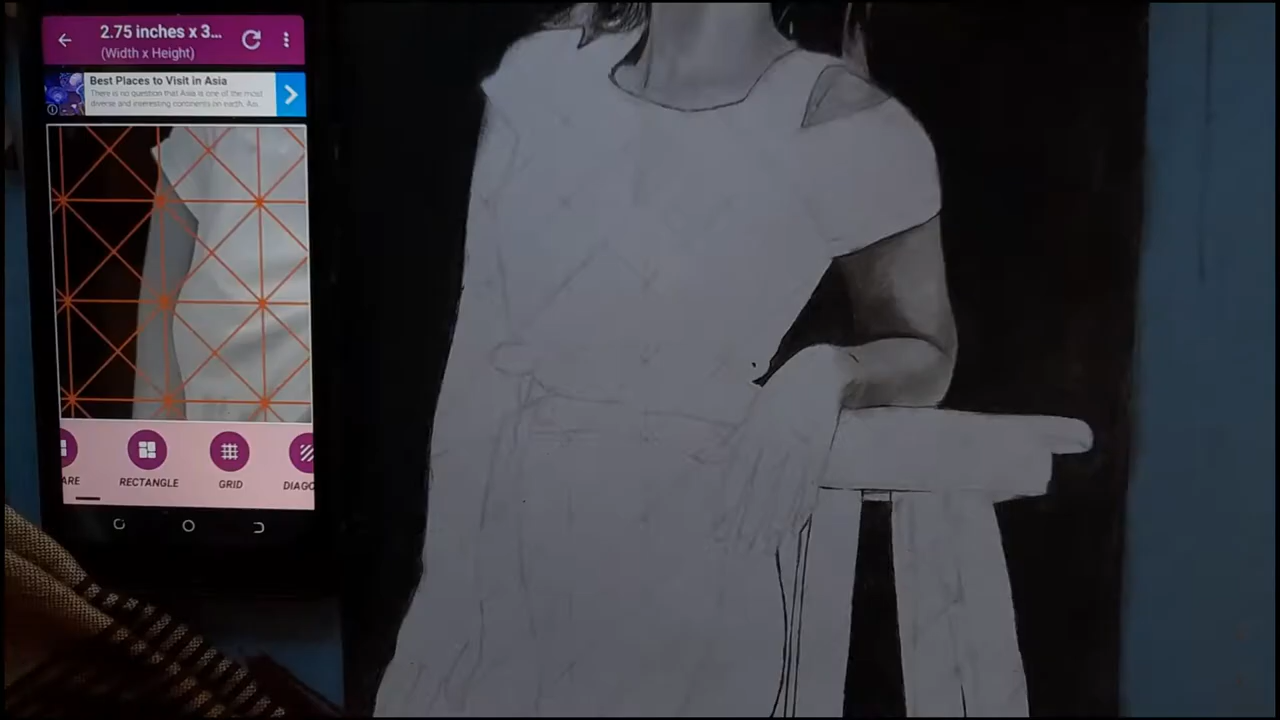 2.75 inches x 3...
(Width x Height)
Best Places to Visit in Asia
There is no question that Asia is one of the most
diverse and interesting continents on earth. As...
ARE
RECTANGLE
GRID
DIAGO